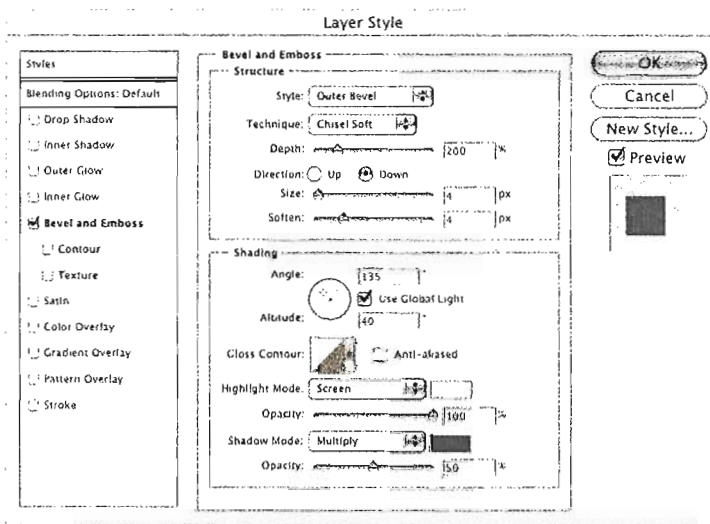 Layer Style
Styles
Blending Options: Default
Drop Shadow
Inner Shadow
Outer Glow
Inner Glow
Bevel and Emboss
Contour
Texture
Satin
Color Overlay
Gradient Overlay
Pattern Overlay
Stroke
Bevel and Emboss
Structure
Style: Outer Bevel
Technique: Chisel Soft
Depth: 200 %
Direction: Up Down
Size: 4 px
Soften: 4 px
Shading
Angle: 135 °
Use Global Light
Altitude: 40 °
Gloss Contour: Anti-aliased
Highlight Mode: Screen
Opacity: 100 %
Shadow Mode: Multiply
Opacity: 50 %
OK
Cancel
New Style...
Preview